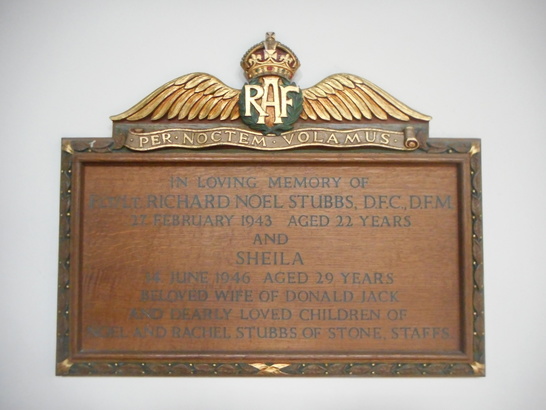 RAF
PER · NOCTEM · VOLAMUS
IN LOVING MEMORY OF
RICHARD NOEL STUBBS, D.F.C., D.F.M.
27 FEBRUARY 1943 AGED 22 YEARS
AND
SHEILA
14 JUNE 1946 AGED 29 YEARS
BELOVED WIFE OF DONALD JACK
AND DEARLY LOVED CHILDREN OF
NOEL AND RACHEL STUBBS, OF STONE, STAFFS.